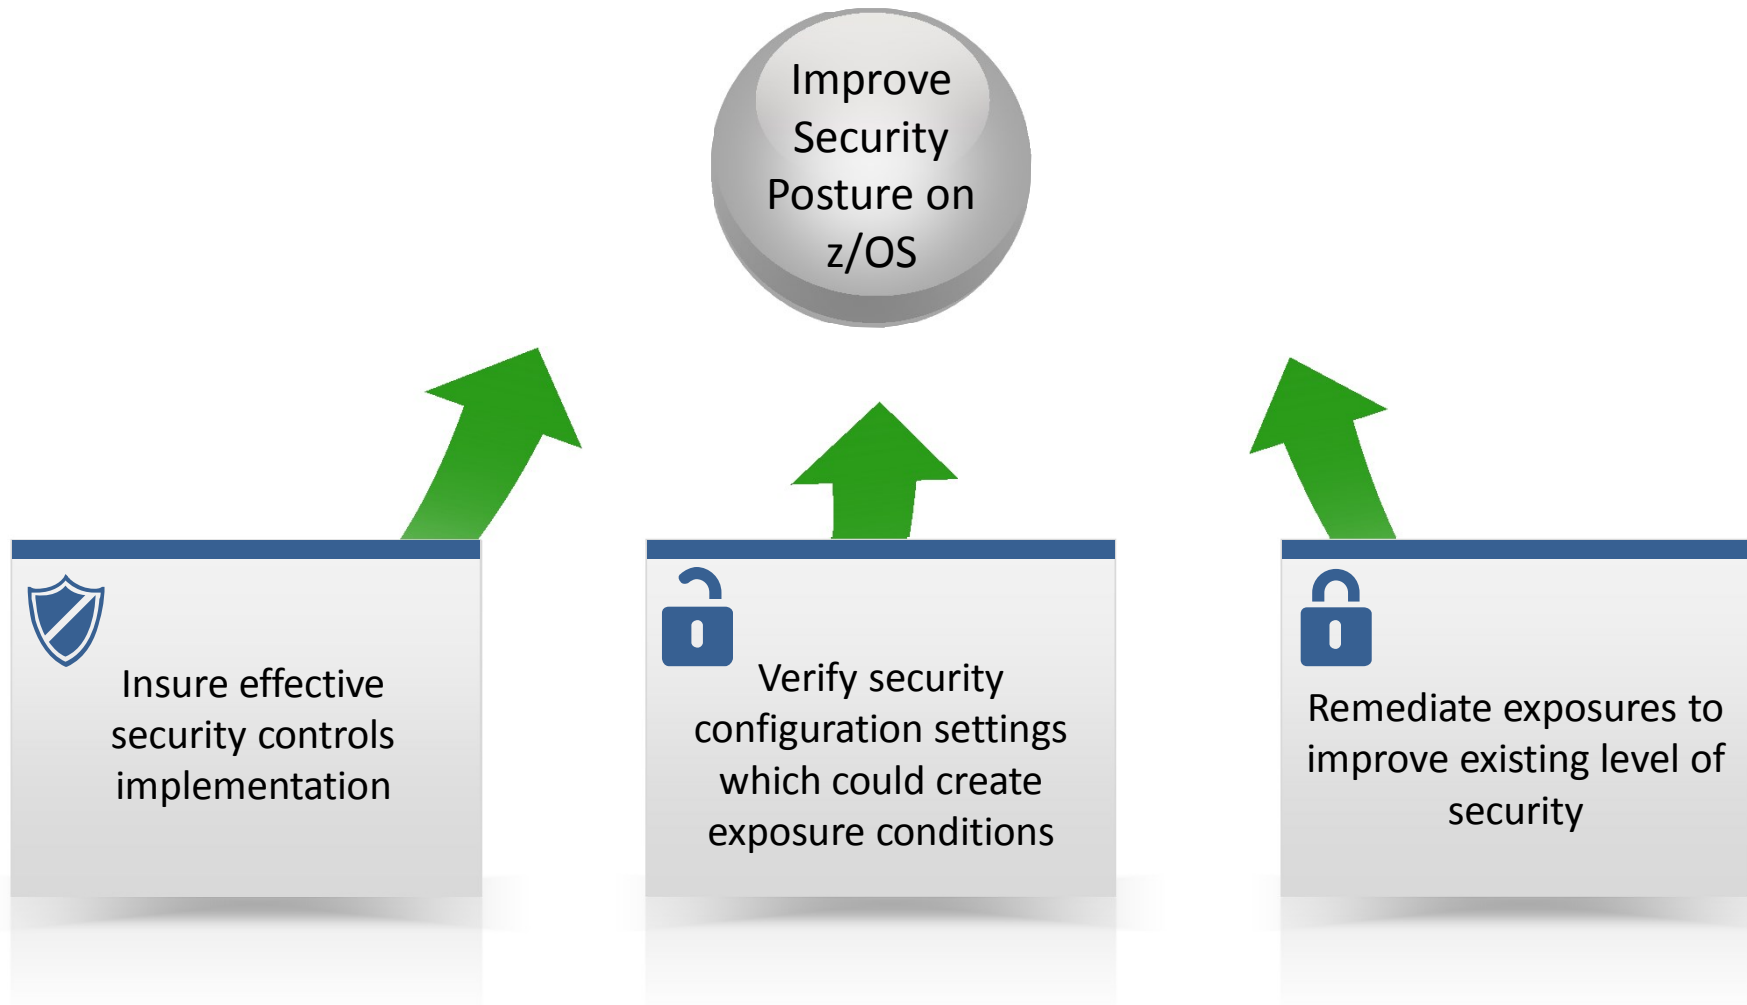 Improve
Security
Posture on
z/OS
Insure effective
security controls
implementation
Verify security
configuration settings
which could create
exposure conditions
Remediate exposures to
improve existing level of
security